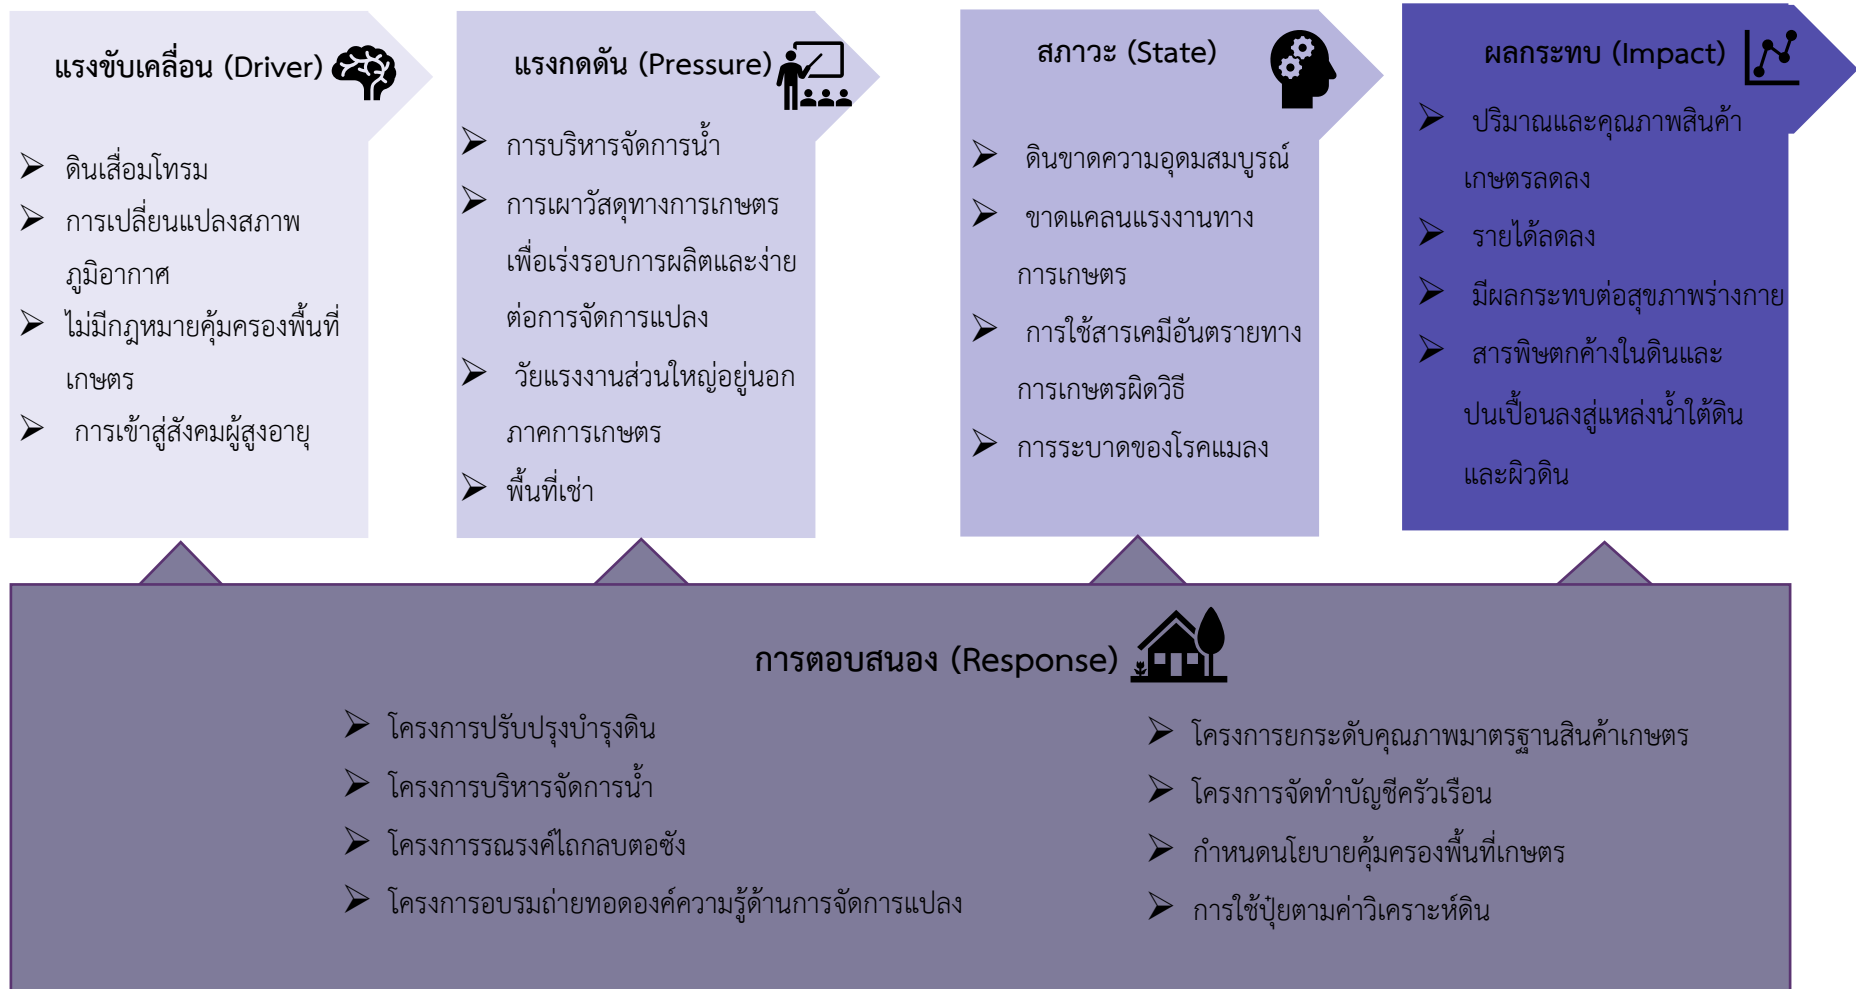 แรงขับเคลื่อน (Driver)
ดินเสื่อมโทรม
การเปลี่ยนแปลงสภาพ
ภูมิอากาศ
ไม่มีกฎหมายคุ้มครองพื้นที่
เกษตร
การเข้าสู่สังคมผู้สูงอายุ
แรงกดดัน (Pressure)
การบริหารจัดการน้ำ
การเผาวัสดุทางการเกษตร
เพื่อเร่งรอบการผลิตและง่าย
ต่อการจัดการแปลง
วัยแรงงานส่วนใหญ่อยู่นอก
ภาคการเกษตร
พื้นที่เช่า
สภาวะ (State)
ดินขาดความอุดมสมบูรณ์
ขาดแคลนแรงงานทาง
การเกษตร
การใช้สารเคมีอันตรายทาง
การเกษตรผิดวิธี
การระบาดของโรคแมลง
ผลกระทบ (Impact)
ปริมาณและคุณภาพสินค้า
เกษตรลดลง
รายได้ลดลง
มีผลกระทบต่อสุขภาพร่างกาย
สารพิษตกค้างในดินและ
ปนเปื้อนลงสู่แหล่งน้ำใต้ดิน
และผิวดิน
การตอบสนอง (Response)
โครงการปรับปรุงบำรุงดิน
โครงการบริหารจัดการน้ำ
โครงการรณรงค์ไถกลบตอซัง
โครงการอบรมถ่ายทอดองค์ความรู้ด้านการจัดการแปลง
โครงการยกระดับคุณภาพมาตรฐานสินค้าเกษตร
โครงการจัดทำบัญชีครัวเรือน
กำหนดนโยบายคุ้มครองพื้นที่เกษตร
การใช้ปุ๋ยตามค่าวิเคราะห์ดิน